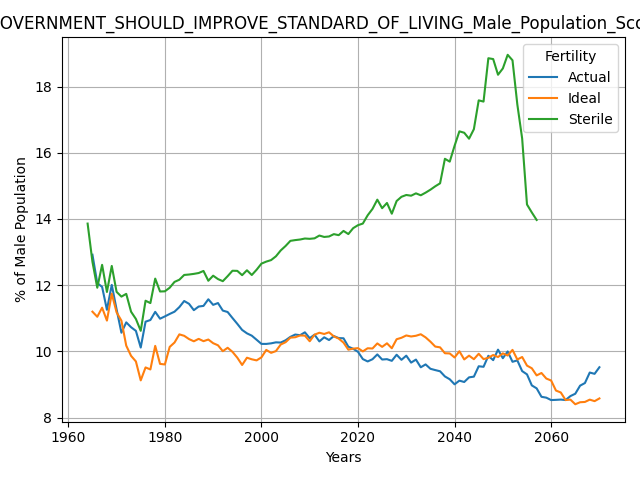 OVERNMENT_SHOULD_IMPROVE_STANDARD_OF_LIVING_Male_Population_Sco
Fertility
Actual
Ideal
Sterile
% of Male Population
18
16
14
12
10
8
1960
1980
2000
2020
2040
2060
Years